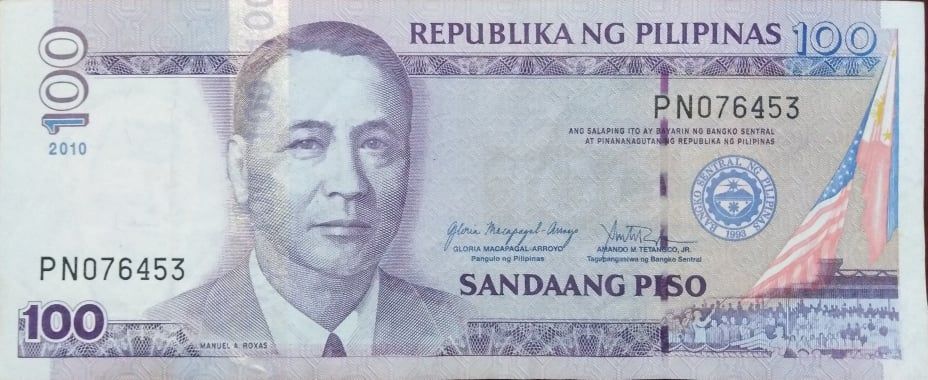 REPUBLIKA NG PILIPINAS 100
100
2010
PN076453
ANG SALAPING ITO AY BAYARIN NG BANGKO SENTRAL
AT PINANANAGUTAN NG REPUBLIKA NG PILIPINAS
BANGKO SENTRAL NG PILIPINAS
1993
Gloria Macapagal-Arroyo
GLORIA MACAPAGAL-ARROYO
Pangulo ng Pilipinas
AMANDO M. TETANGCO, JR.
Tagapangasiwa ng Bangko Sentral
PN076453
SANDAANG PISO
100
MANUEL A. ROXAS